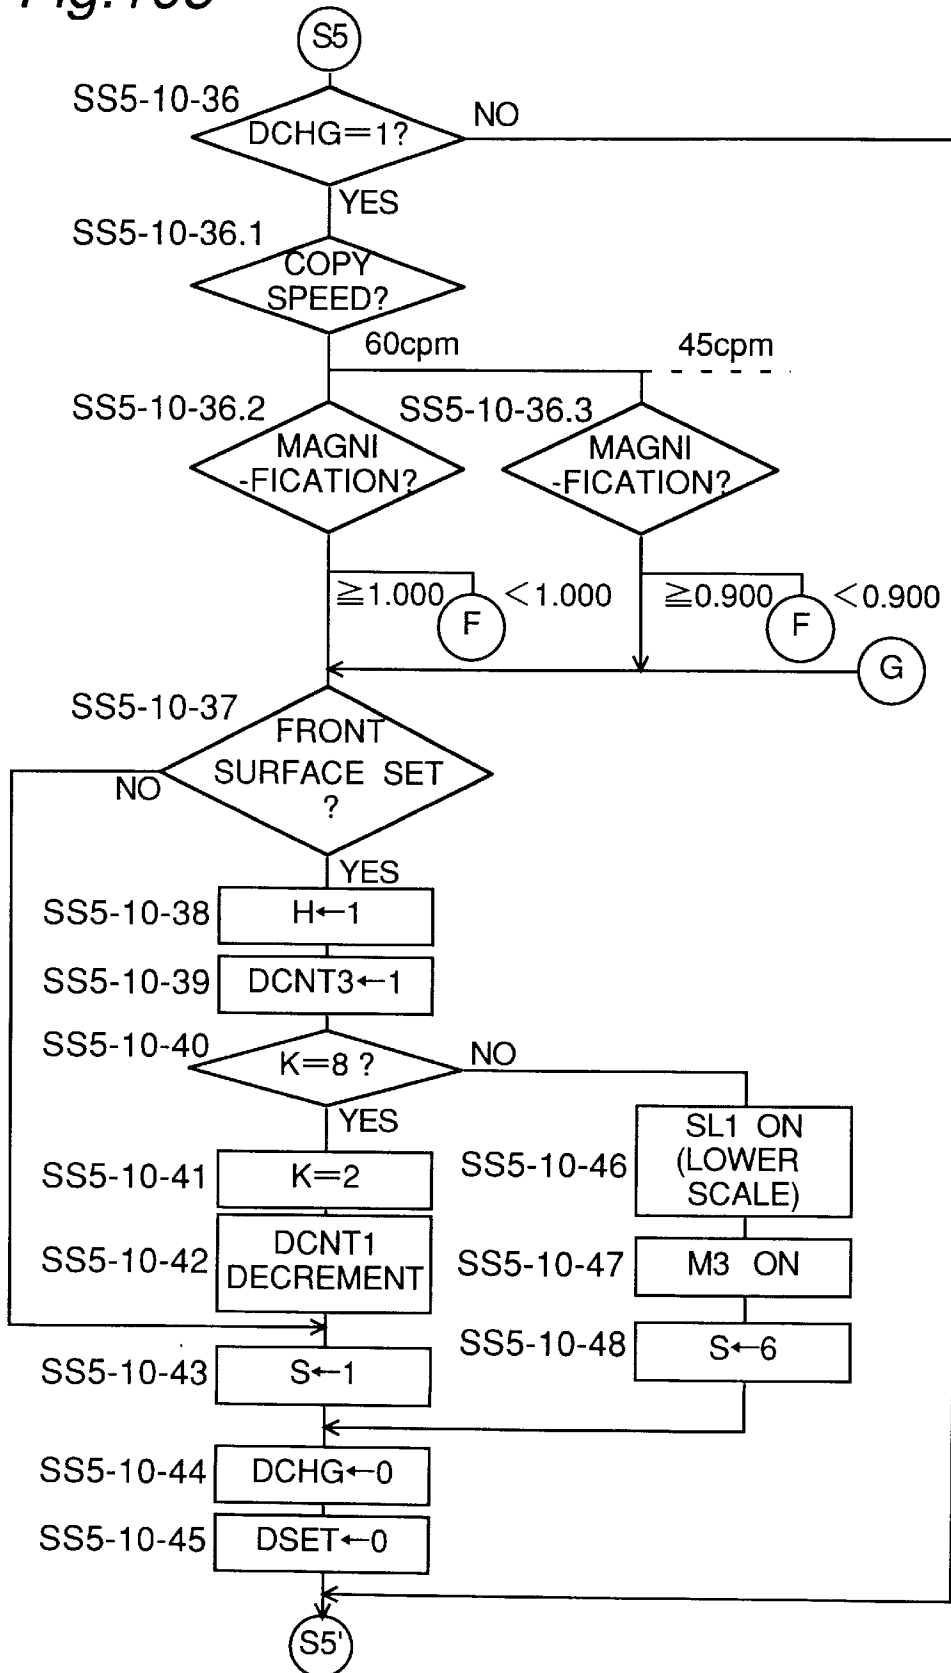 S5
SS5-10-36
DCHG=1?
NO
YES
SS5-10-36.1
COPY
SPEED?
60cpm
45cpm
SS5-10-36.2
MAGNI
-FICATION?
SS5-10-36.3
MAGNI
-FICATION?
≧1.000
F
<1.000
≧0.900
F
<0.900
G
SS5-10-37
FRONT
SURFACE SET
?
NO
YES
SS5-10-38
H←1
SS5-10-39
DCNT3←1
SS5-10-40
K=8 ?
NO
YES
SS5-10-41
K=2
SS5-10-42
DCNT1
DECREMENT
SS5-10-46
SL1 ON
(LOWER
SCALE)
SS5-10-47
M3 ON
SS5-10-48
S←6
SS5-10-43
S←1
SS5-10-44
DCHG←0
SS5-10-45
DSET←0
S5'